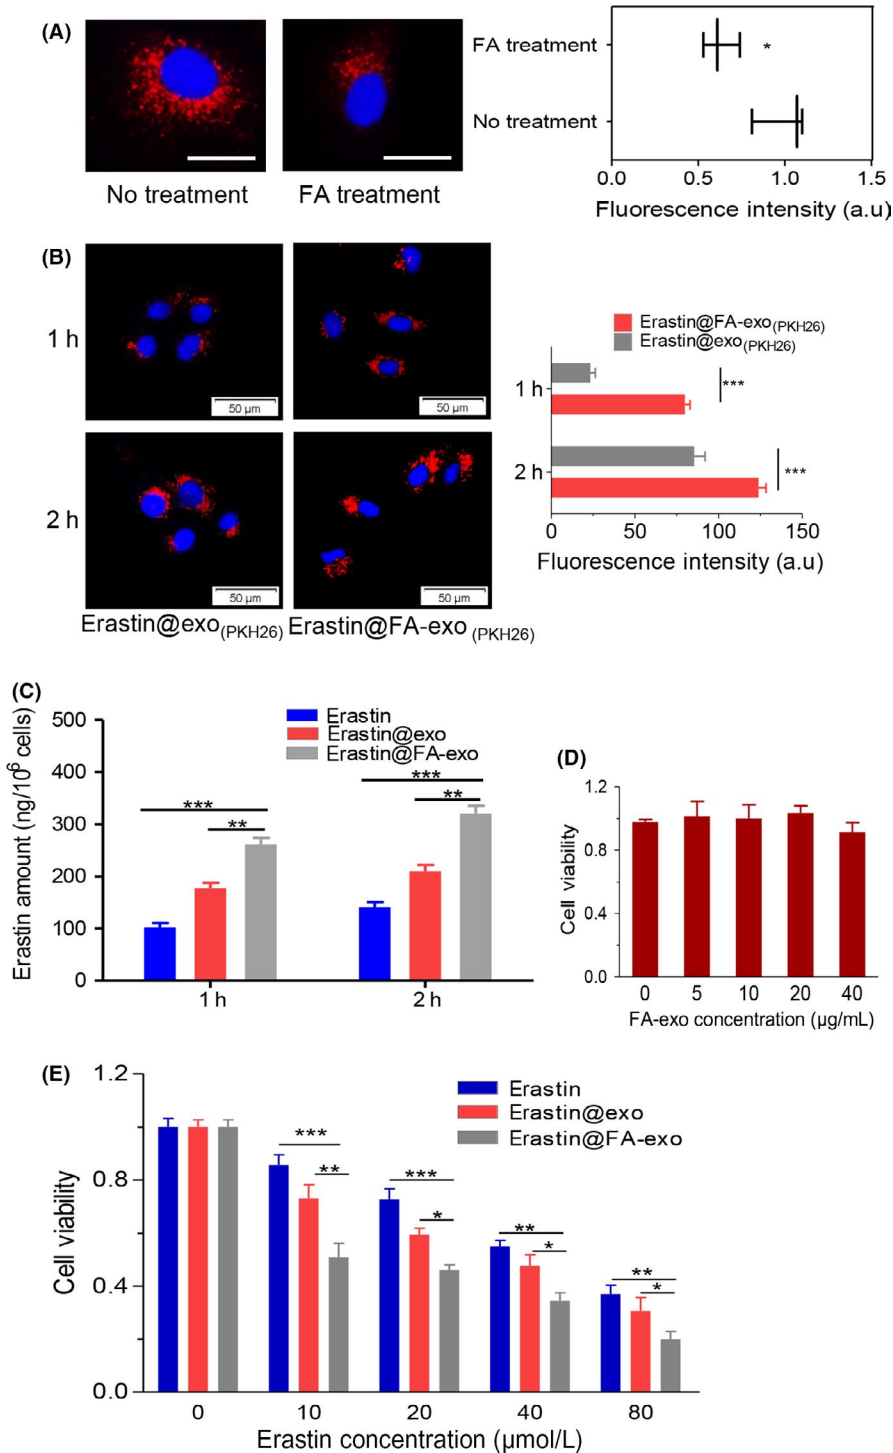 (A)
No treatment
FA treatment
FA treatment
*
No treatment
0.0 0.5 1.0 1.5
Fluorescence intensity (a.u)
(B)
1 h
50 µm
50 µm
2 h
50 µm
50 µm
Erastin@exo(PKH26)
Erastin@FA-exo (PKH26)
Erastin@FA-exo(PKH26)
Erastin@exo(PKH26)
1 h
***
2 h
***
0 50 100 150
Fluorescence intensity (a.u)
(C)
Erastin amount (ng/10⁶ cells)
500
400
300
200
100
0
Erastin
Erastin@exo
Erastin@FA-exo
***
**
***
**
1 h 2 h
(D)
Cell viability
1.2
0.8
0.4
0.0
0 5 10 20 40
FA-exo concentration (µg/mL)
(E)
Cell viability
1.2
0.8
0.4
0.0
Erastin
Erastin@exo
Erastin@FA-exo
***
**
***
*
**
*
**
*
0 10 20 40 80
Erastin concentration (µmol/L)